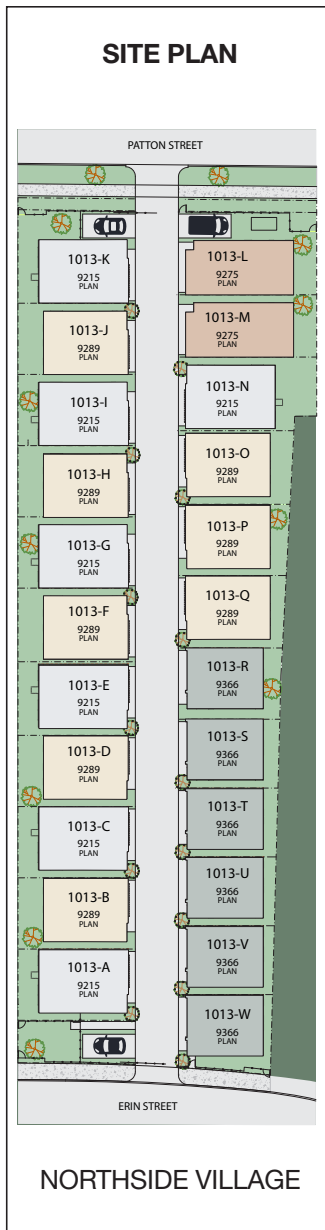 SITE PLAN
PATTON STREET
1013-K
9215
PLAN
1013-J
9289
PLAN
1013-I
9215
PLAN
1013-H
9289
PLAN
1013-G
9215
PLAN
1013-F
9289
PLAN
1013-E
9215
PLAN
1013-D
9289
PLAN
1013-C
9215
PLAN
1013-B
9289
PLAN
1013-A
9215
PLAN
1013-L
9275
PLAN
1013-M
9275
PLAN
1013-N
9215
PLAN
1013-O
9289
PLAN
1013-P
9289
PLAN
1013-Q
9289
PLAN
1013-R
9366
PLAN
1013-S
9366
PLAN
1013-T
9366
PLAN
1013-U
9366
PLAN
1013-V
9366
PLAN
1013-W
9366
PLAN
ERIN STREET
NORTHSIDE VILLAGE